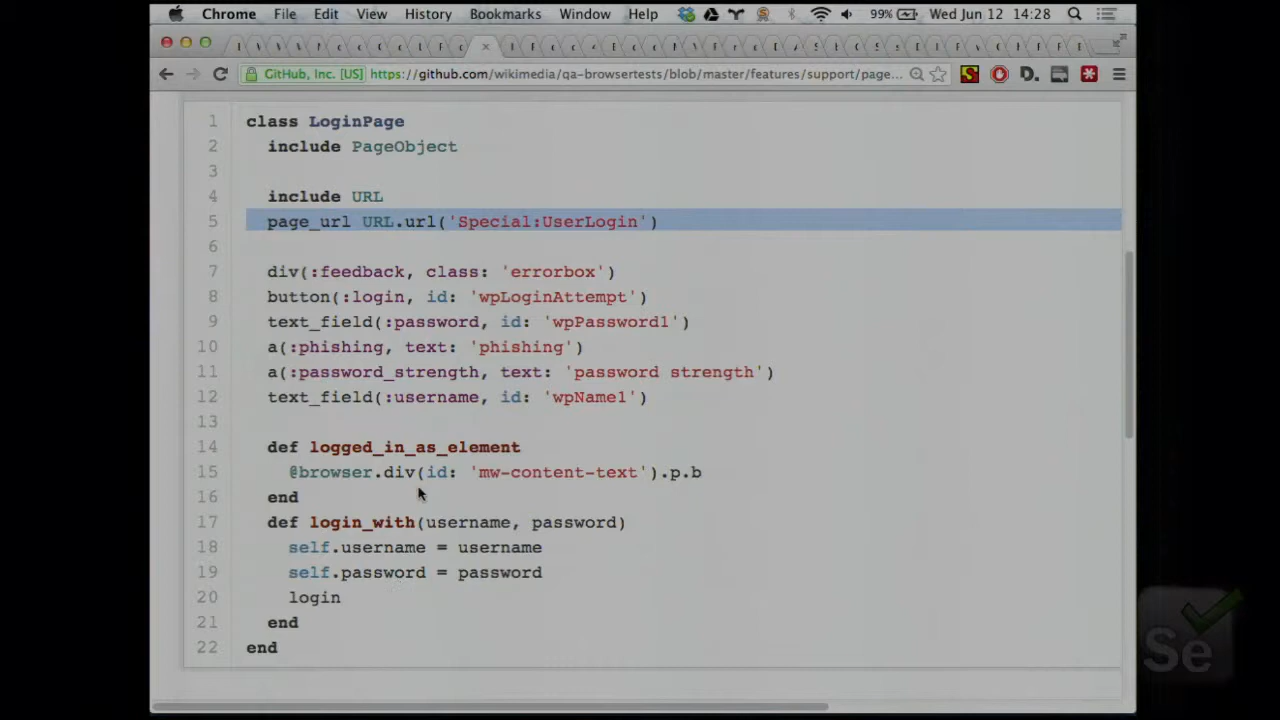 Chrome File Edit View History Bookmarks Window Help 99% Wed Jun 12 14:28
GitHub, Inc. [US] https://github.com/wikimedia/qa-browsertests/blob/master/features/support/page...
1 class LoginPage
2 include PageObject
3
4 include URL
5 page_url URL.url('Special:UserLogin')
6
7 div(:feedback, class: 'errorbox')
8 button(:login, id: 'wpLoginAttempt')
9 text_field(:password, id: 'wpPassword1')
10 a(:phishing, text: 'phishing')
11 a(:password_strength, text: 'password strength')
12 text_field(:username, id: 'wpName1')
13
14 def logged_in_as_element
15 @browser.div(id: 'mw-content-text').p.b
16 end
17 def login_with(username, password)
18 self.username = username
19 self.password = password
20 login
21 end
22 end
Se